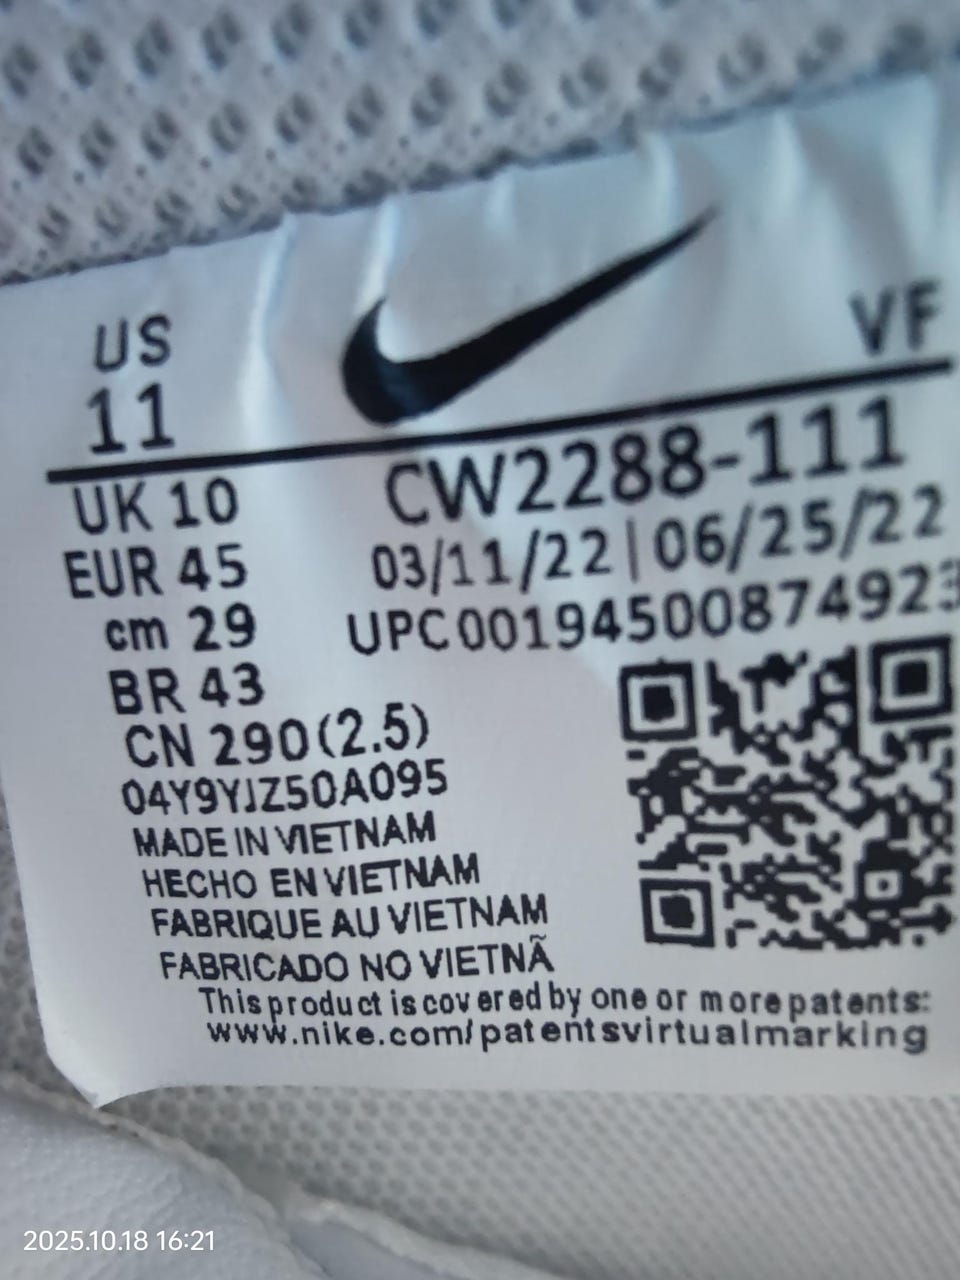 US
11
VF
UK 10
EUR 45
cm 29
BR 43
CN 290(2.5)
CW2288-111
03/11/22|06/25/22
UPC00194500874923
04Y9YJZ50A095
MADE IN VIETNAM
HECHO EN VIETNAM
FABRIQUE AU VIETNAM
FABRICADO NO VIETNÃ
This product is covered by one or more patents:
www.nike.com/patentsvirtualmarking
2025.10.18 16:21